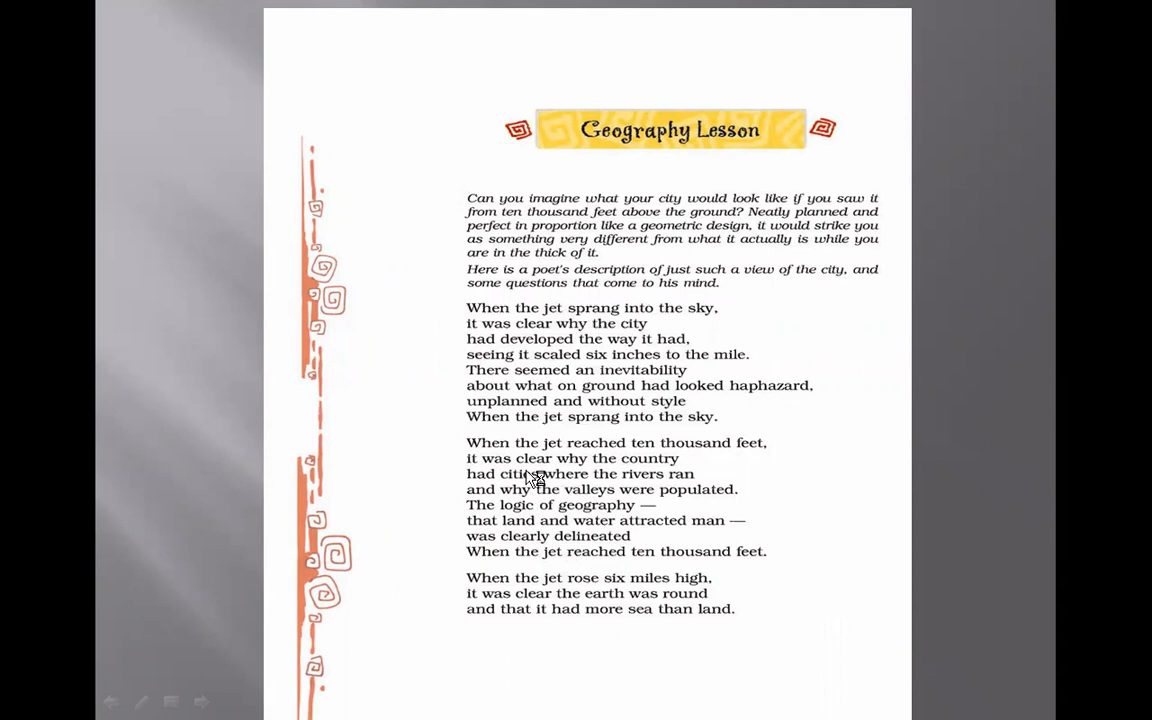 Geography Lesson
Can you imagine what your city would look like if you saw it
from ten thousand feet above the ground? Neatly planned and
perfect in proportion like a geometric design, it would strike you
as something very different from what it actually is while you
are in the thick of it.
Here is a poet's description of just such a view of the city, and
some questions that come to his mind.
When the jet sprang into the sky,
it was clear why the city
had developed the way it had,
seeing it scaled six inches to the mile.
There seemed an inevitability
about what on ground had looked haphazard,
unplanned and without style
When the jet sprang into the sky.
When the jet reached ten thousand feet,
it was clear why the country
had cities where the rivers ran
and why the valleys were populated.
The logic of geography —
that land and water attracted man —
was clearly delineated
When the jet reached ten thousand feet.
When the jet rose six miles high,
it was clear the earth was round
and that it had more sea than land.